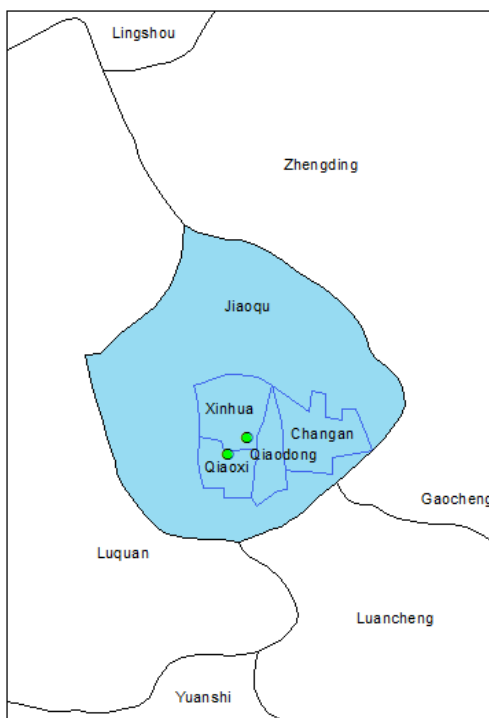 Lingshou
Zhengding
Jiaoqu
Xinhua
Changan
Qiaodong
Qiaoxi
Gaocheng
Luquan
Luancheng
Yuanshi